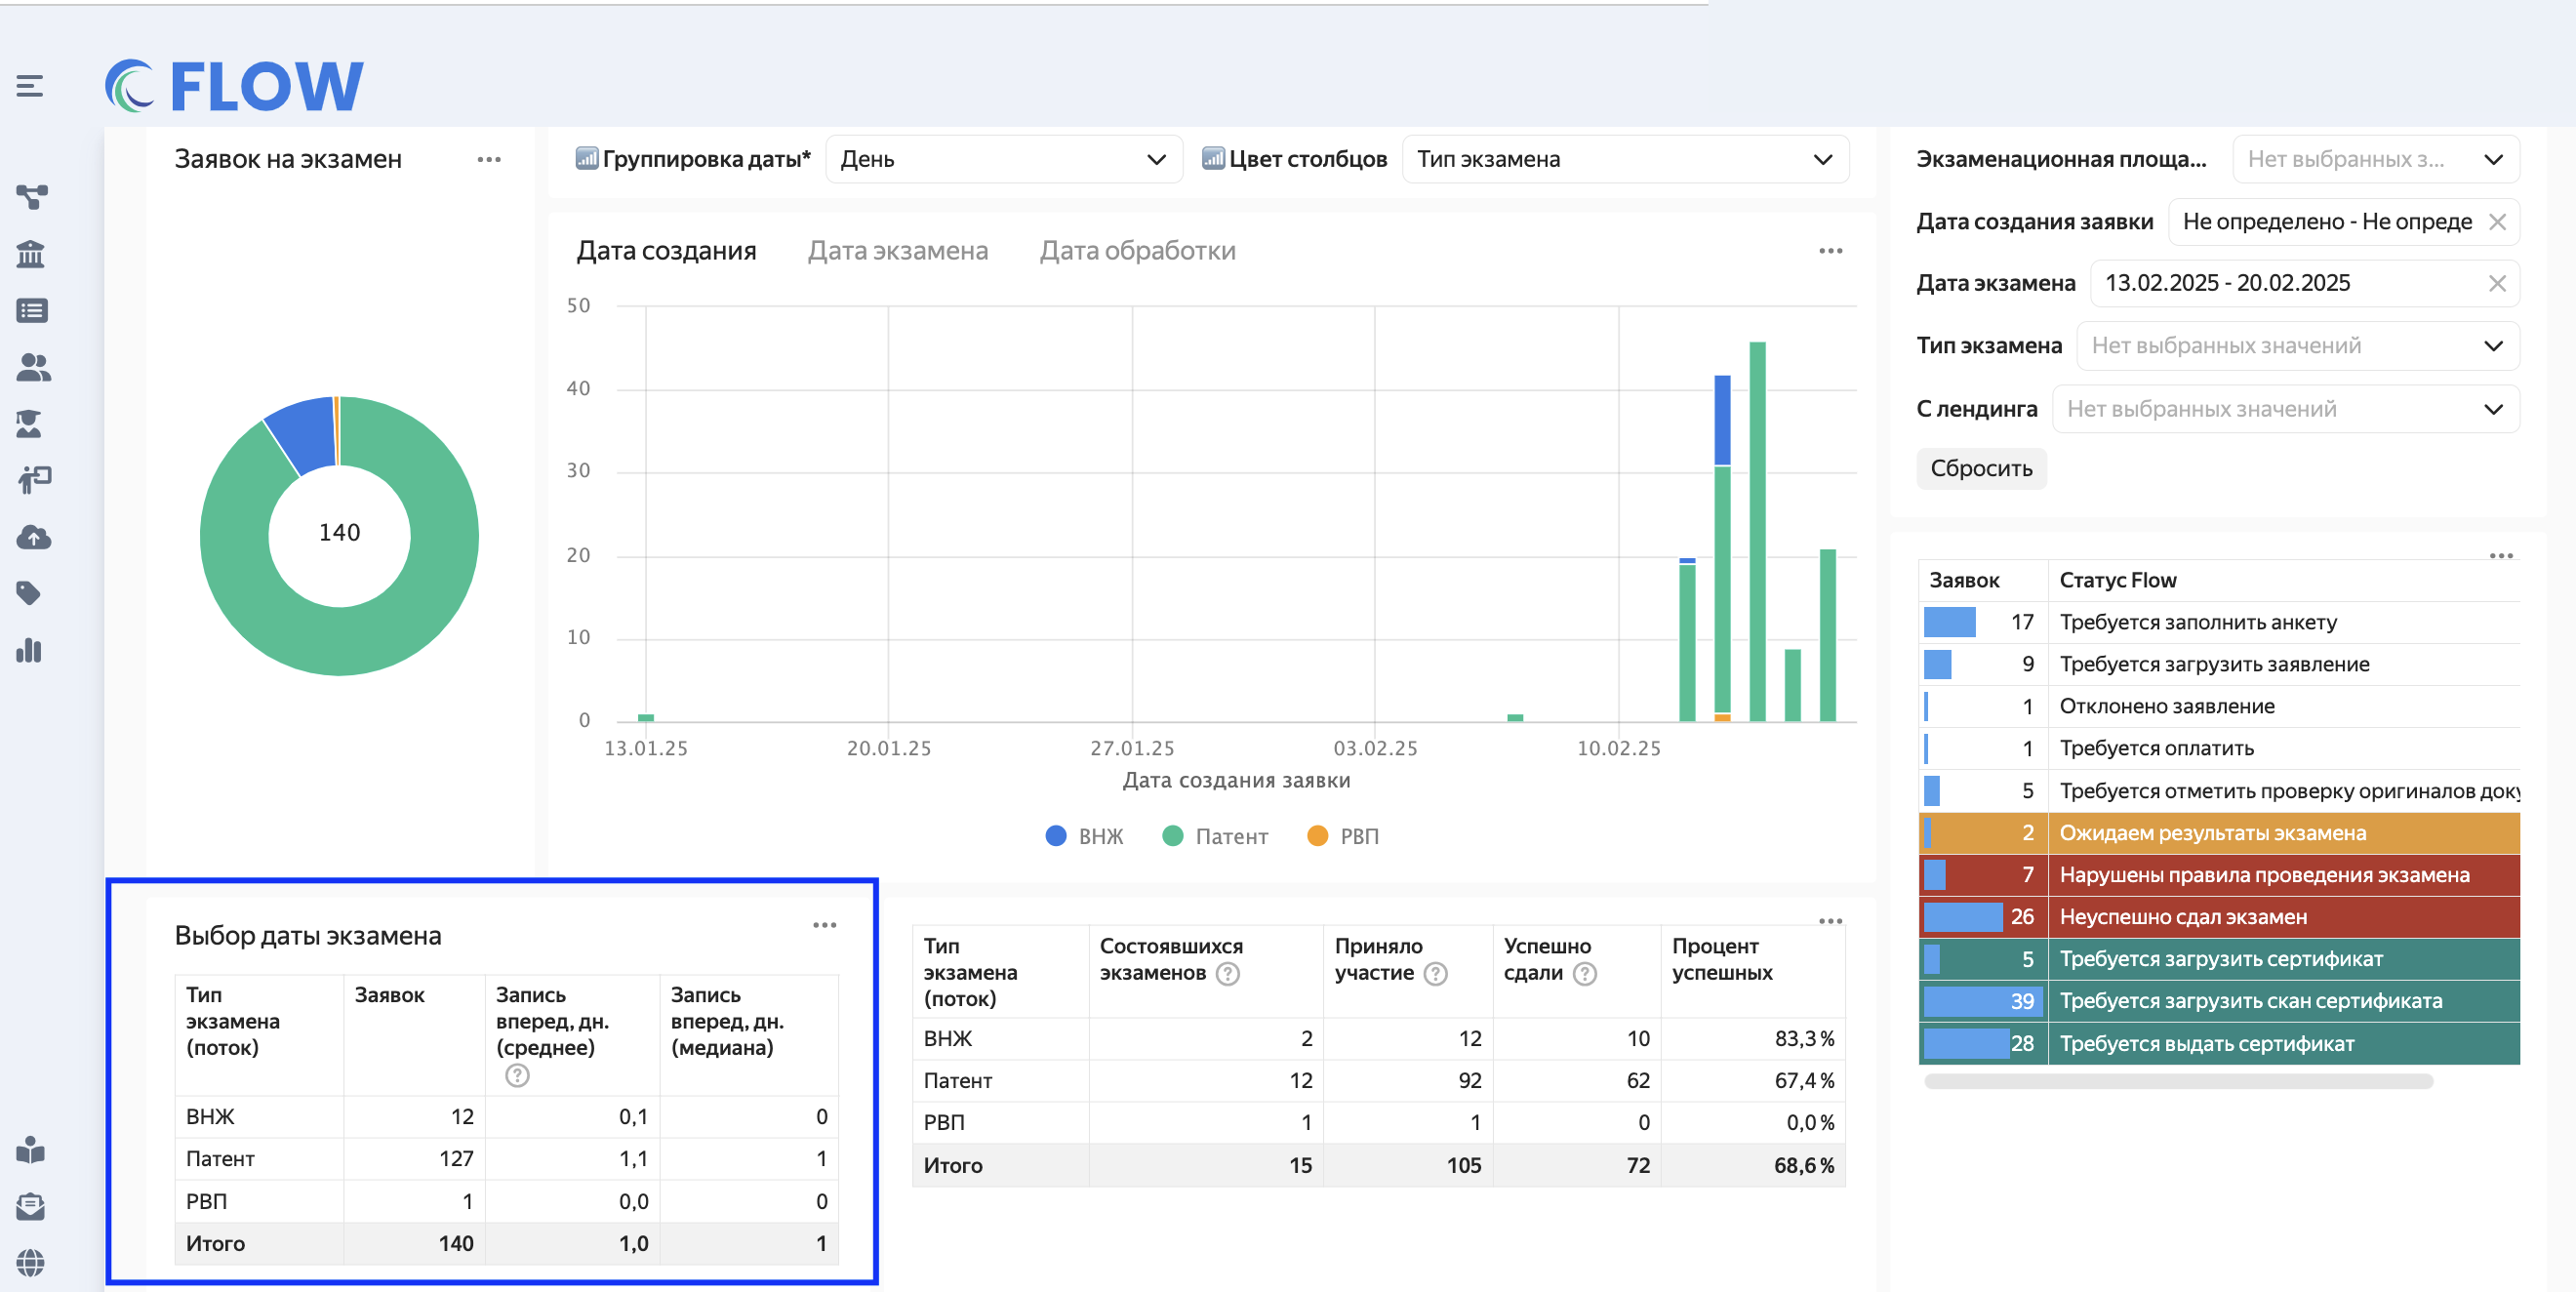 FLOW
Заявок на экзамен
Группировка даты*
День
Цвет столбцов
Тип экзамена
140
Дата создания
Дата экзамена
Дата обработки
50
40
30
20
10
0
13.01.25
20.01.25
27.01.25
03.02.25
10.02.25
Дата создания заявки
ВНЖ
Патент
РВП
Экзаменационная площа...
Нет выбранных з...
Дата создания заявки
Не определено - Не опреде
Дата экзамена
13.02.2025 - 20.02.2025
Тип экзамена
Нет выбранных значений
С лендинга
Нет выбранных значений
Сбросить
Заявок Статус Flow
17 Требуется заполнить анкету
9 Требуется загрузить заявление
1 Отклонено заявление
1 Требуется оплатить
5 Требуется отметить проверку оригиналов доку
2 Ожидаем результаты экзамена
7 Нарушены правила проведения экзамена
26 Неуспешно сдал экзамен
5 Требуется загрузить сертификат
39 Требуется загрузить скан сертификата
28 Требуется выдать сертификат
Выбор даты экзамена
Тип экзамена (поток) Заявок Запись вперед, дн. (среднее) ? Запись вперед, дн. (медиана)
ВНЖ 12 0,1 0
Патент 127 1,1 1
РВП 1 0,0 0
Итого 140 1,0 1
Тип экзамена (поток) Состоявшихся экзаменов ? Приняло участие ? Успешно сдали ? Процент успешных
ВНЖ 2 12 10 83,3 %
Патент 12 92 62 67,4 %
РВП 1 1 0 0,0 %
Итого 15 105 72 68,6 %